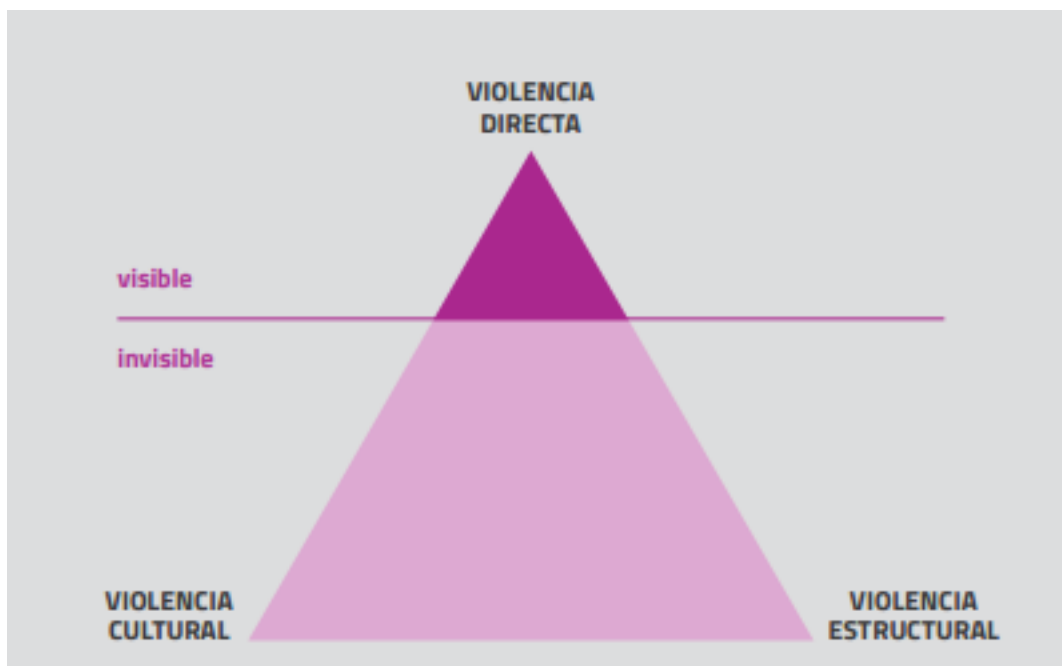 VIOLENCIA
DIRECTA
visible
invisible
VIOLENCIA
CULTURAL
VIOLENCIA
ESTRUCTURAL